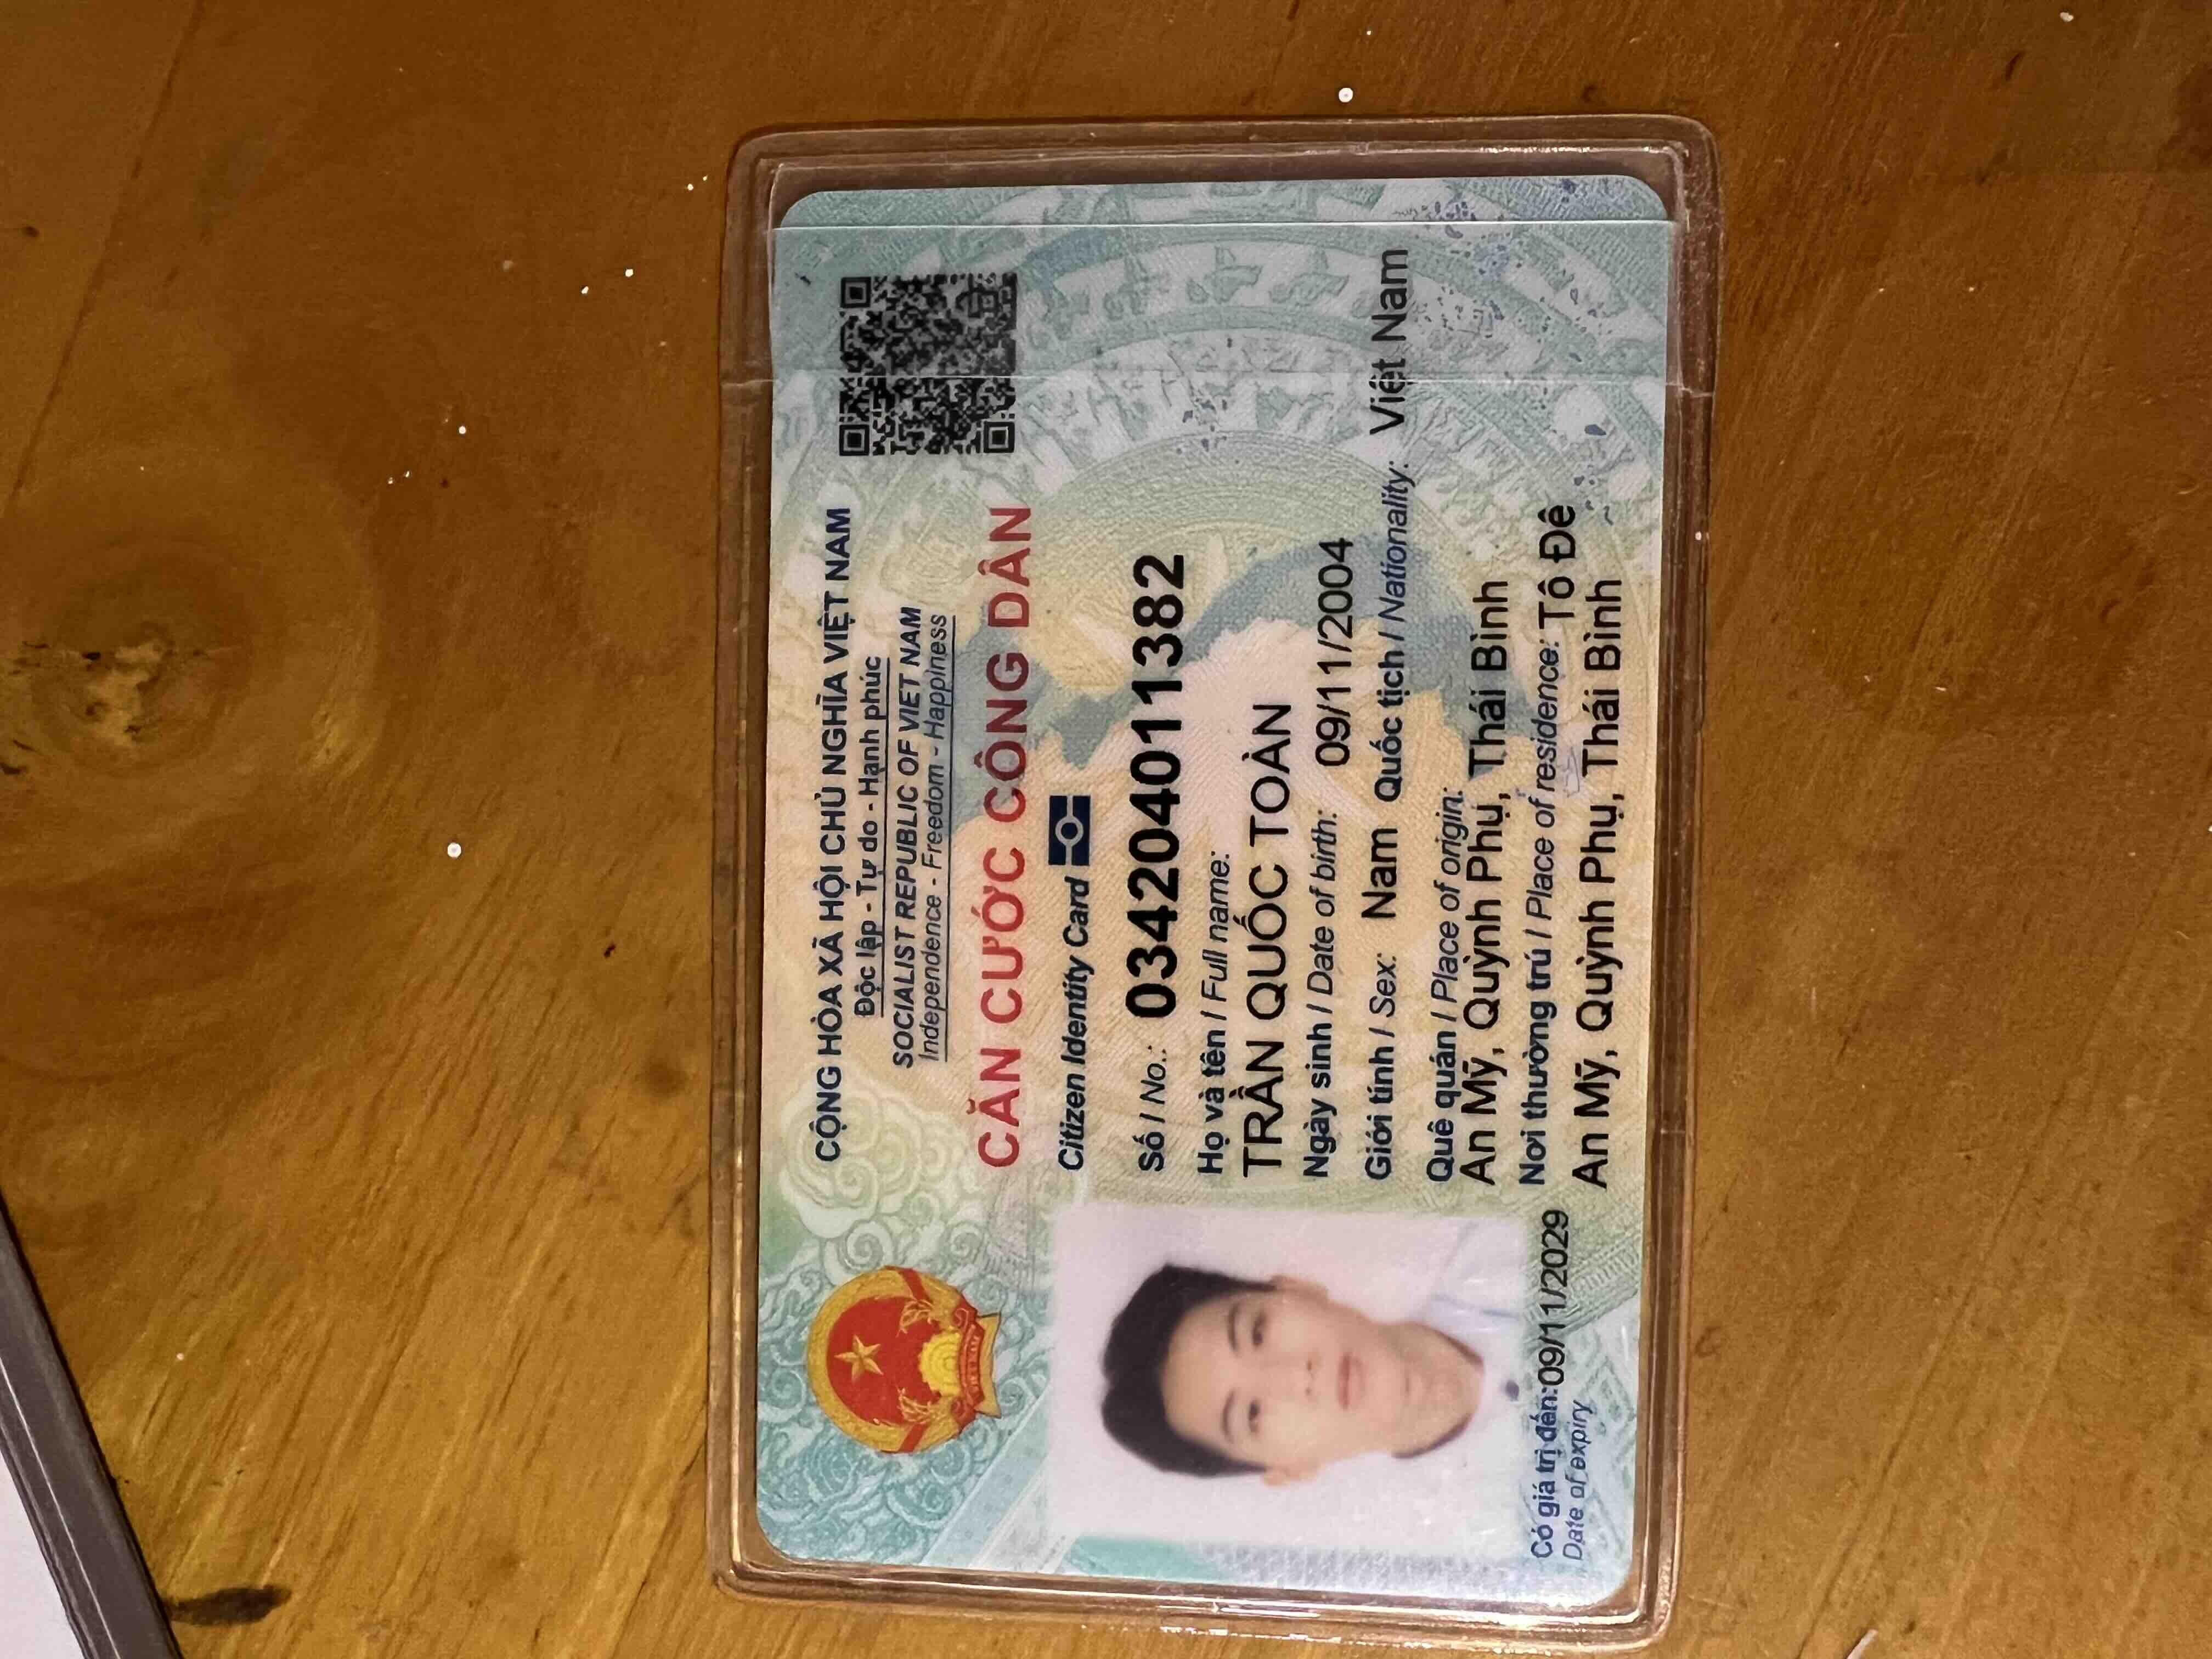 CỘNG HÒA XÃ HỘI CHỦ NGHĨA VIỆT NAM
Độc lập - Tự do - Hạnh phúc
SOCIALIST REPUBLIC OF VIET NAM
Independence - Freedom - Happiness
CĂN CƯỚC CÔNG DÂN
Citizen Identity Card
Số / No.: 034204011382
Họ và tên / Full name:
TRẦN QUỐC TOÀN
Ngày sinh / Date of birth: 09/11/2004
Giới tính / Sex: Nam Quốc tịch / Nationality: Việt Nam
Quê quán / Place of origin:
An Mỹ, Quỳnh Phụ, Thái Bình
Nơi thường trú / Place of residence: Tô Đê
An Mỹ, Quỳnh Phụ, Thái Bình
Có giá trị đến: 09/11/2029
Date of expiry